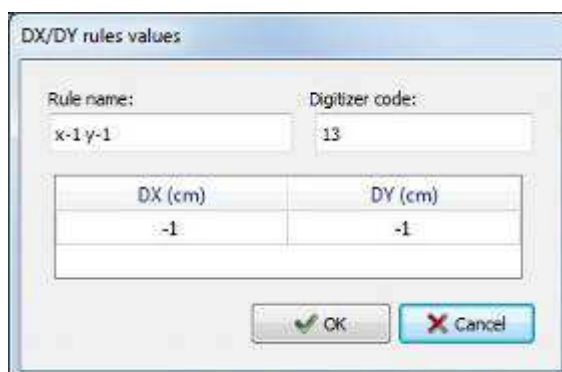 DX/DY rules values
Rule name: Digitizer code:
x-1 y-1 13
DX (cm) DY (cm)
-1 -1
OK Cancel